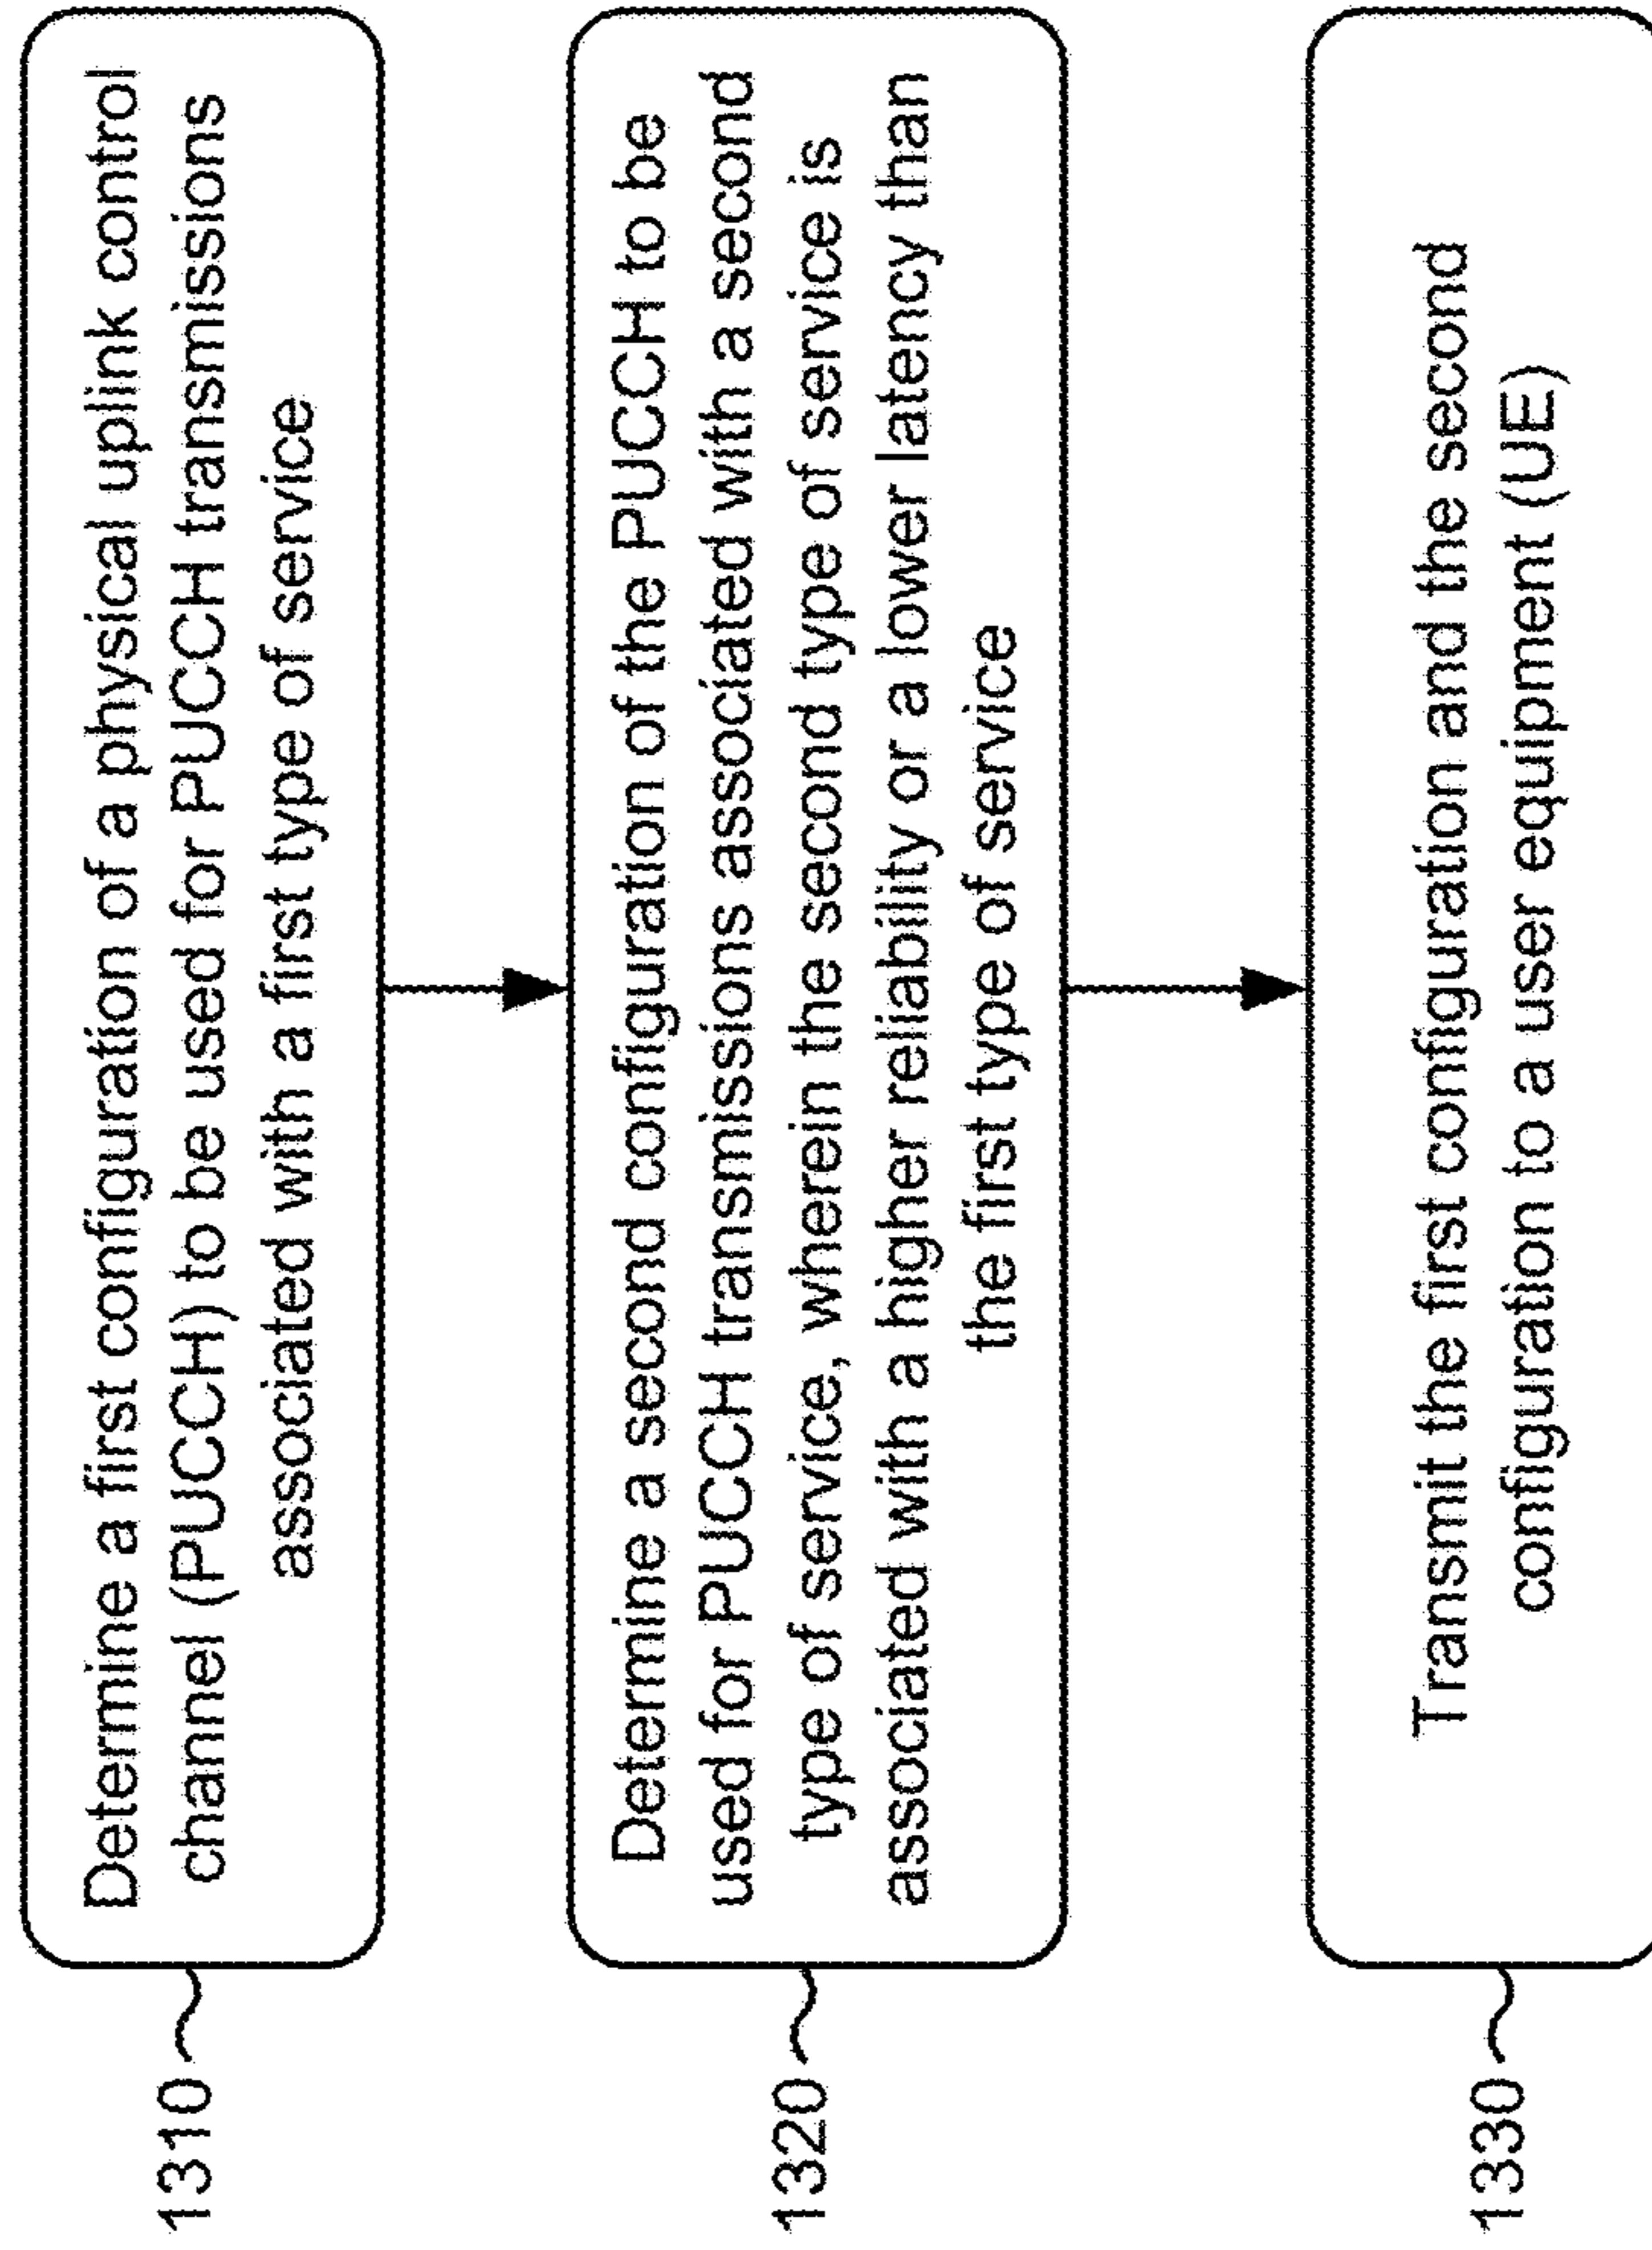 1310
Determine a first configuration of a physical uplink control
channel (PUCCH) to be used for PUCCH transmissions
associated with a first type of service
1320
Determine a second configuration of the PUCCH to be
used for PUCCH transmissions associated with a second
type of service, wherein the second type of service is
associated with a higher reliability or a lower latency than
the first type of service
1330
Transmit the first configuration and the second
configuration to a user equipment (UE)